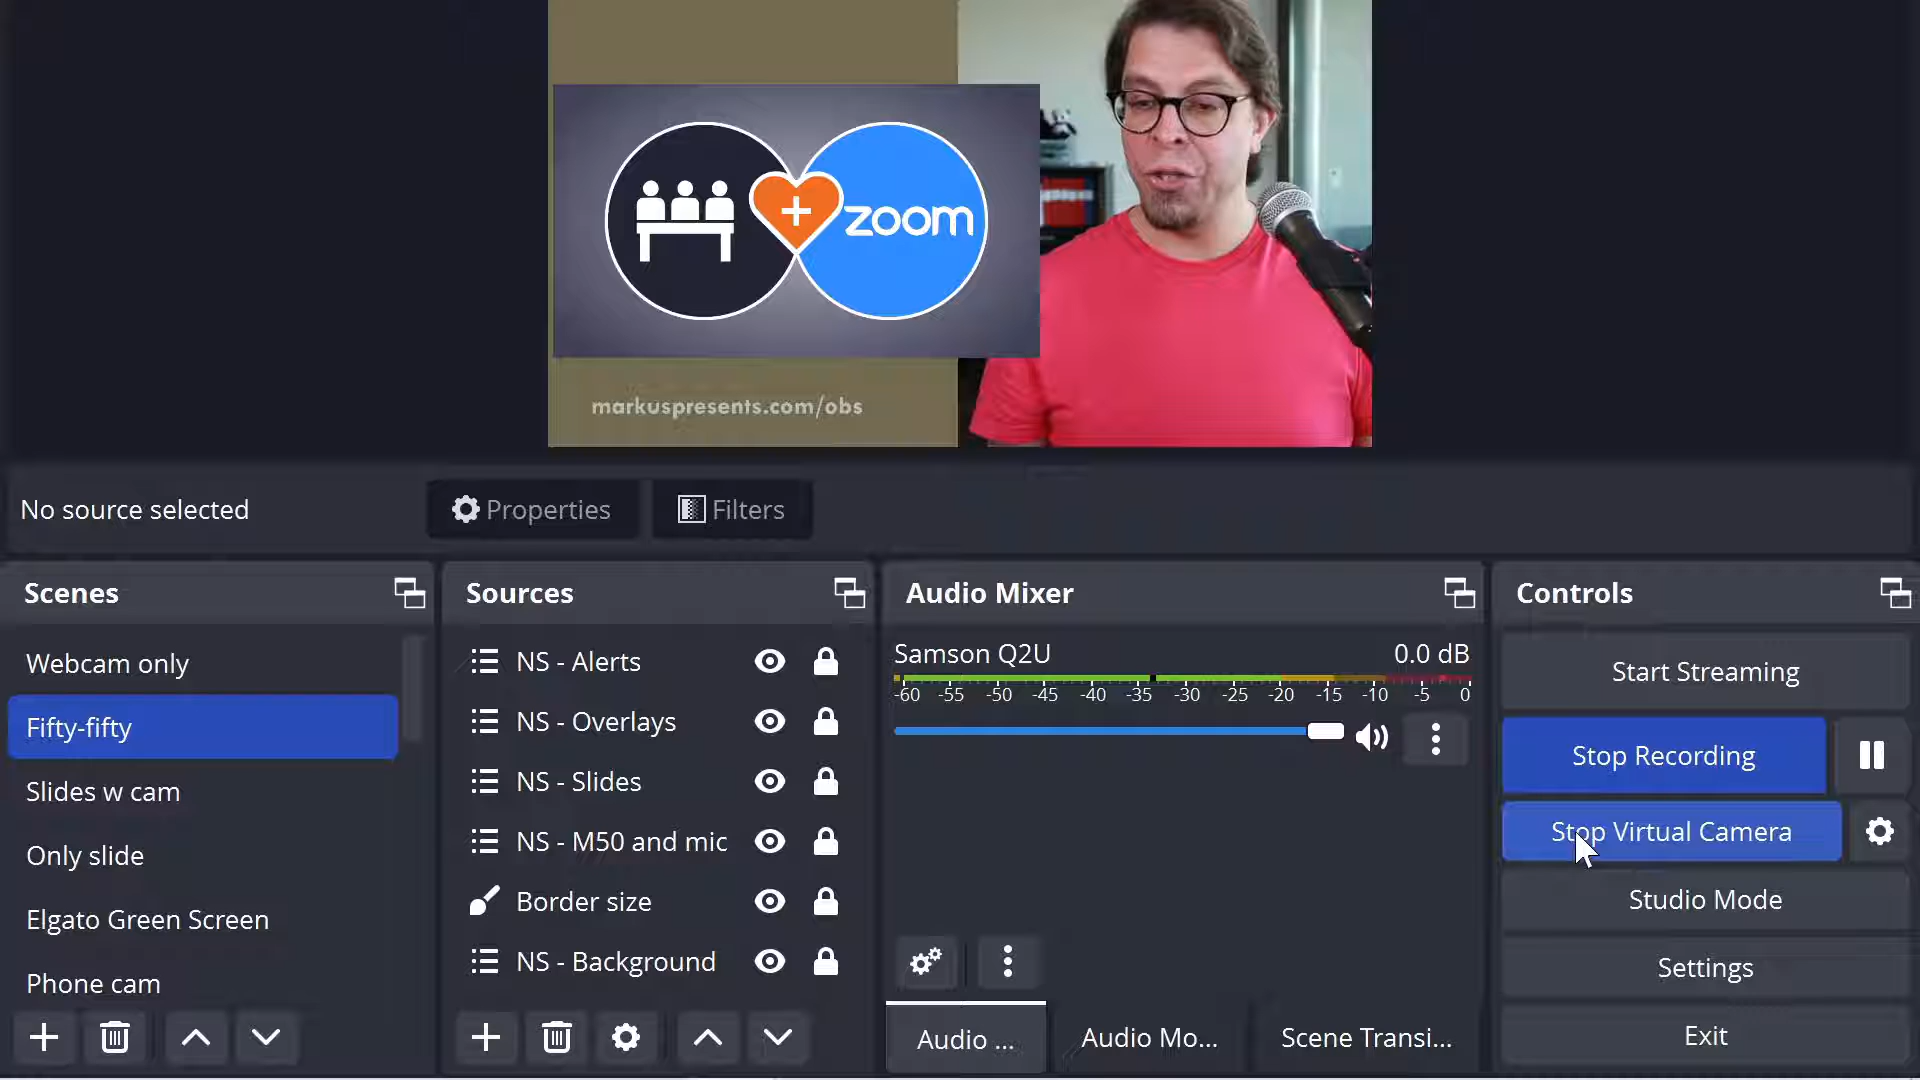 zoom
markuspresents.com/obs
No source selected
Properties
Filters
Scenes
Webcam only
Fifty-fifty
Slides w cam
Only slide
Elgato Green Screen
Phone cam
Sources
NS - Alerts
NS - Overlays
NS - Slides
NS - M50 and mic
Border size
NS - Background
Audio Mixer
Samson Q2U 0.0 dB
-60 -55 -50 -45 -40 -35 -30 -25 -20 -15 -10 -5 0
Audio ...
Audio Mo...
Scene Transi...
Controls
Start Streaming
Stop Recording
Stop Virtual Camera
Studio Mode
Settings
Exit